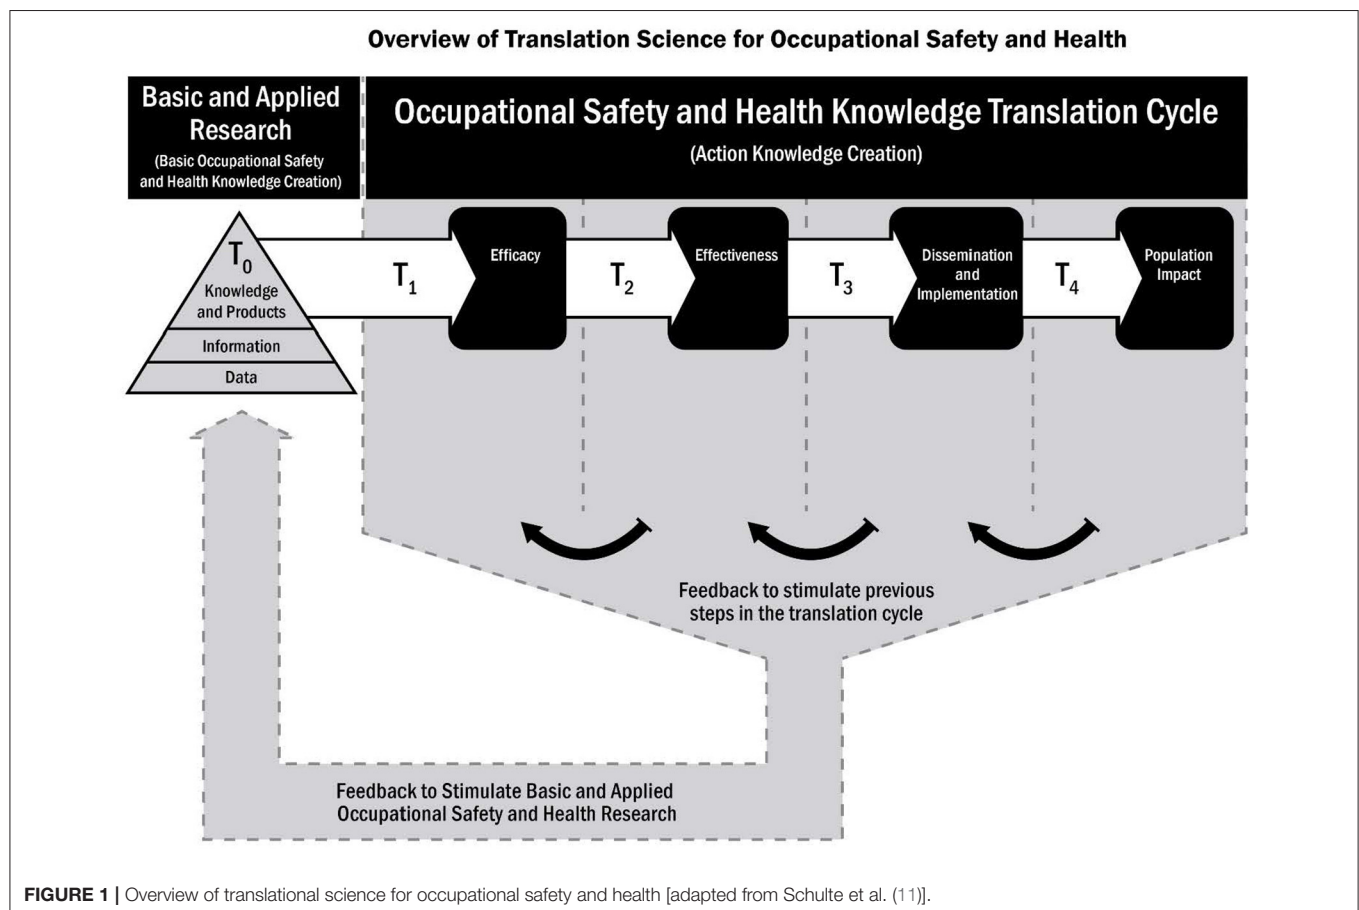 Overview of Translation Science for Occupational Safety and Health
Basic and Applied
Research
(Basic Occupational Safety
and Health Knowledge Creation)
Occupational Safety and Health Knowledge Translation Cycle
(Action Knowledge Creation)
T0
Knowledge
and Products
Information
Data
T1
Efficacy
T2
Effectiveness
T3
Dissemination
and
Implementation
T4
Population
Impact
Feedback to stimulate previous
steps in the translation cycle
Feedback to Stimulate Basic and Applied
Occupational Safety and Health Research
FIGURE 1 | Overview of translational science for occupational safety and health [adapted from Schulte et al. (11)].